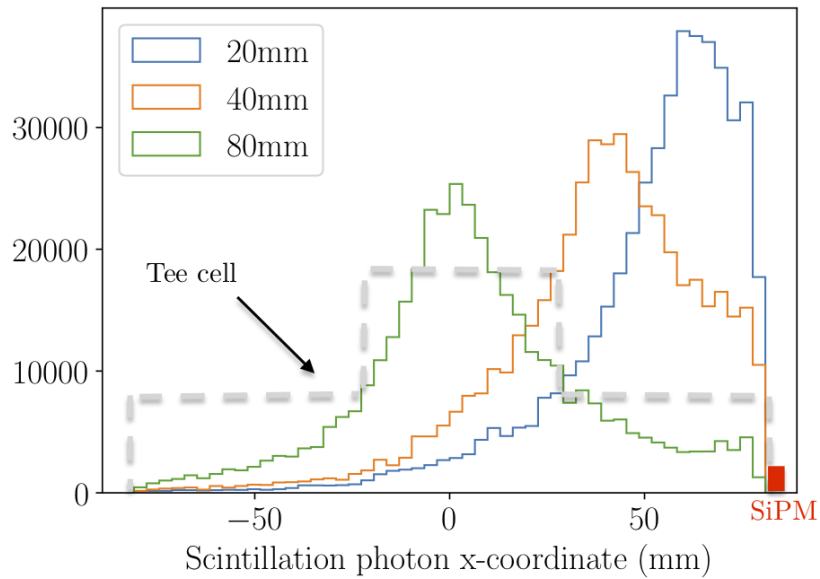 20mm
40mm
80mm
30000
20000
Tee cell
10000
0
−50
0
50
SiPM
Scintillation photon x-coordinate (mm)